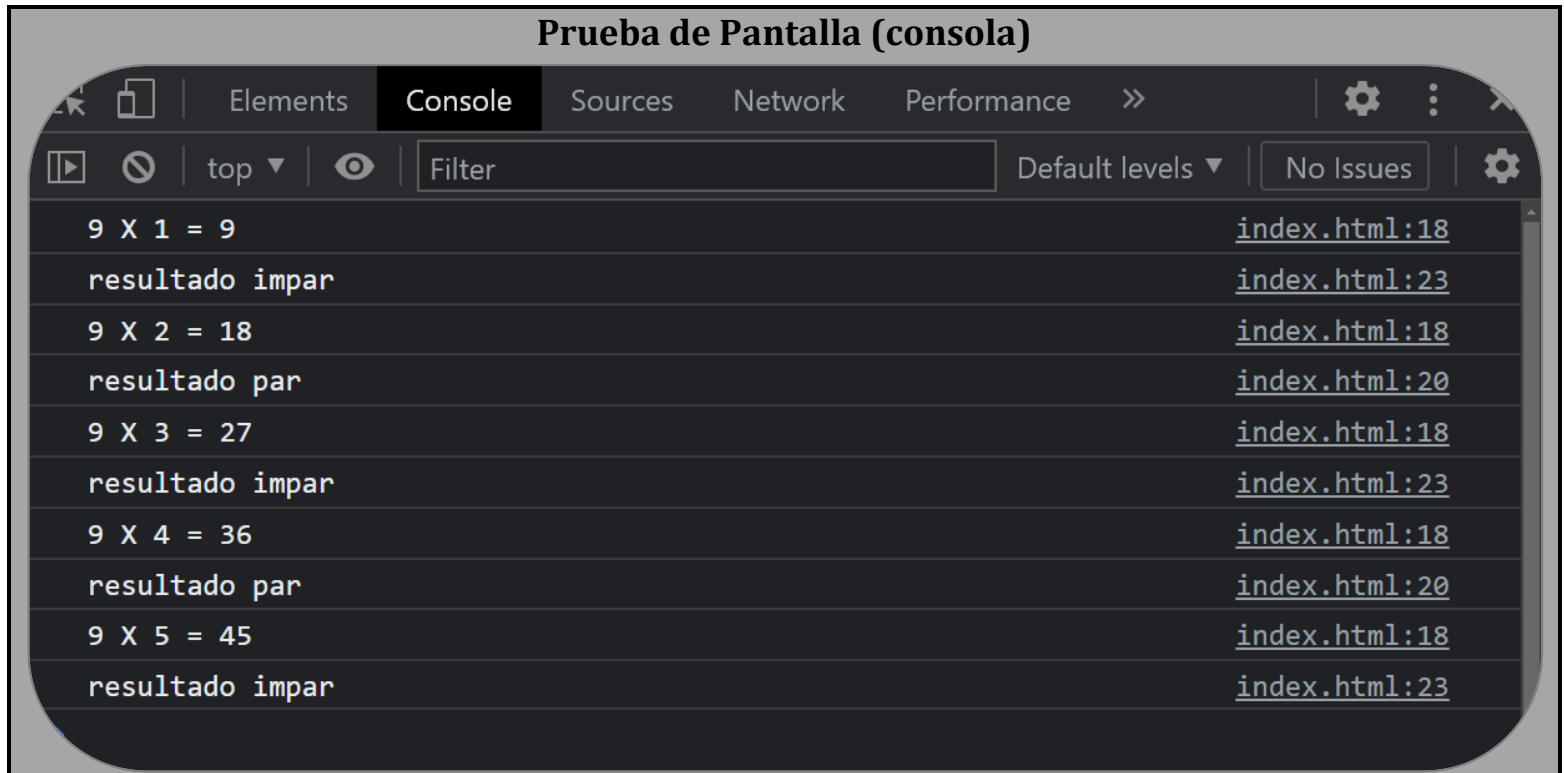 Prueba de Pantalla (consola)
Elements Console Sources Network Performance »
top ▼ Filter Default levels ▼ No Issues
9 X 1 = 9 index.html:18
resultado impar index.html:23
9 X 2 = 18 index.html:18
resultado par index.html:20
9 X 3 = 27 index.html:18
resultado impar index.html:23
9 X 4 = 36 index.html:18
resultado par index.html:20
9 X 5 = 45 index.html:18
resultado impar index.html:23